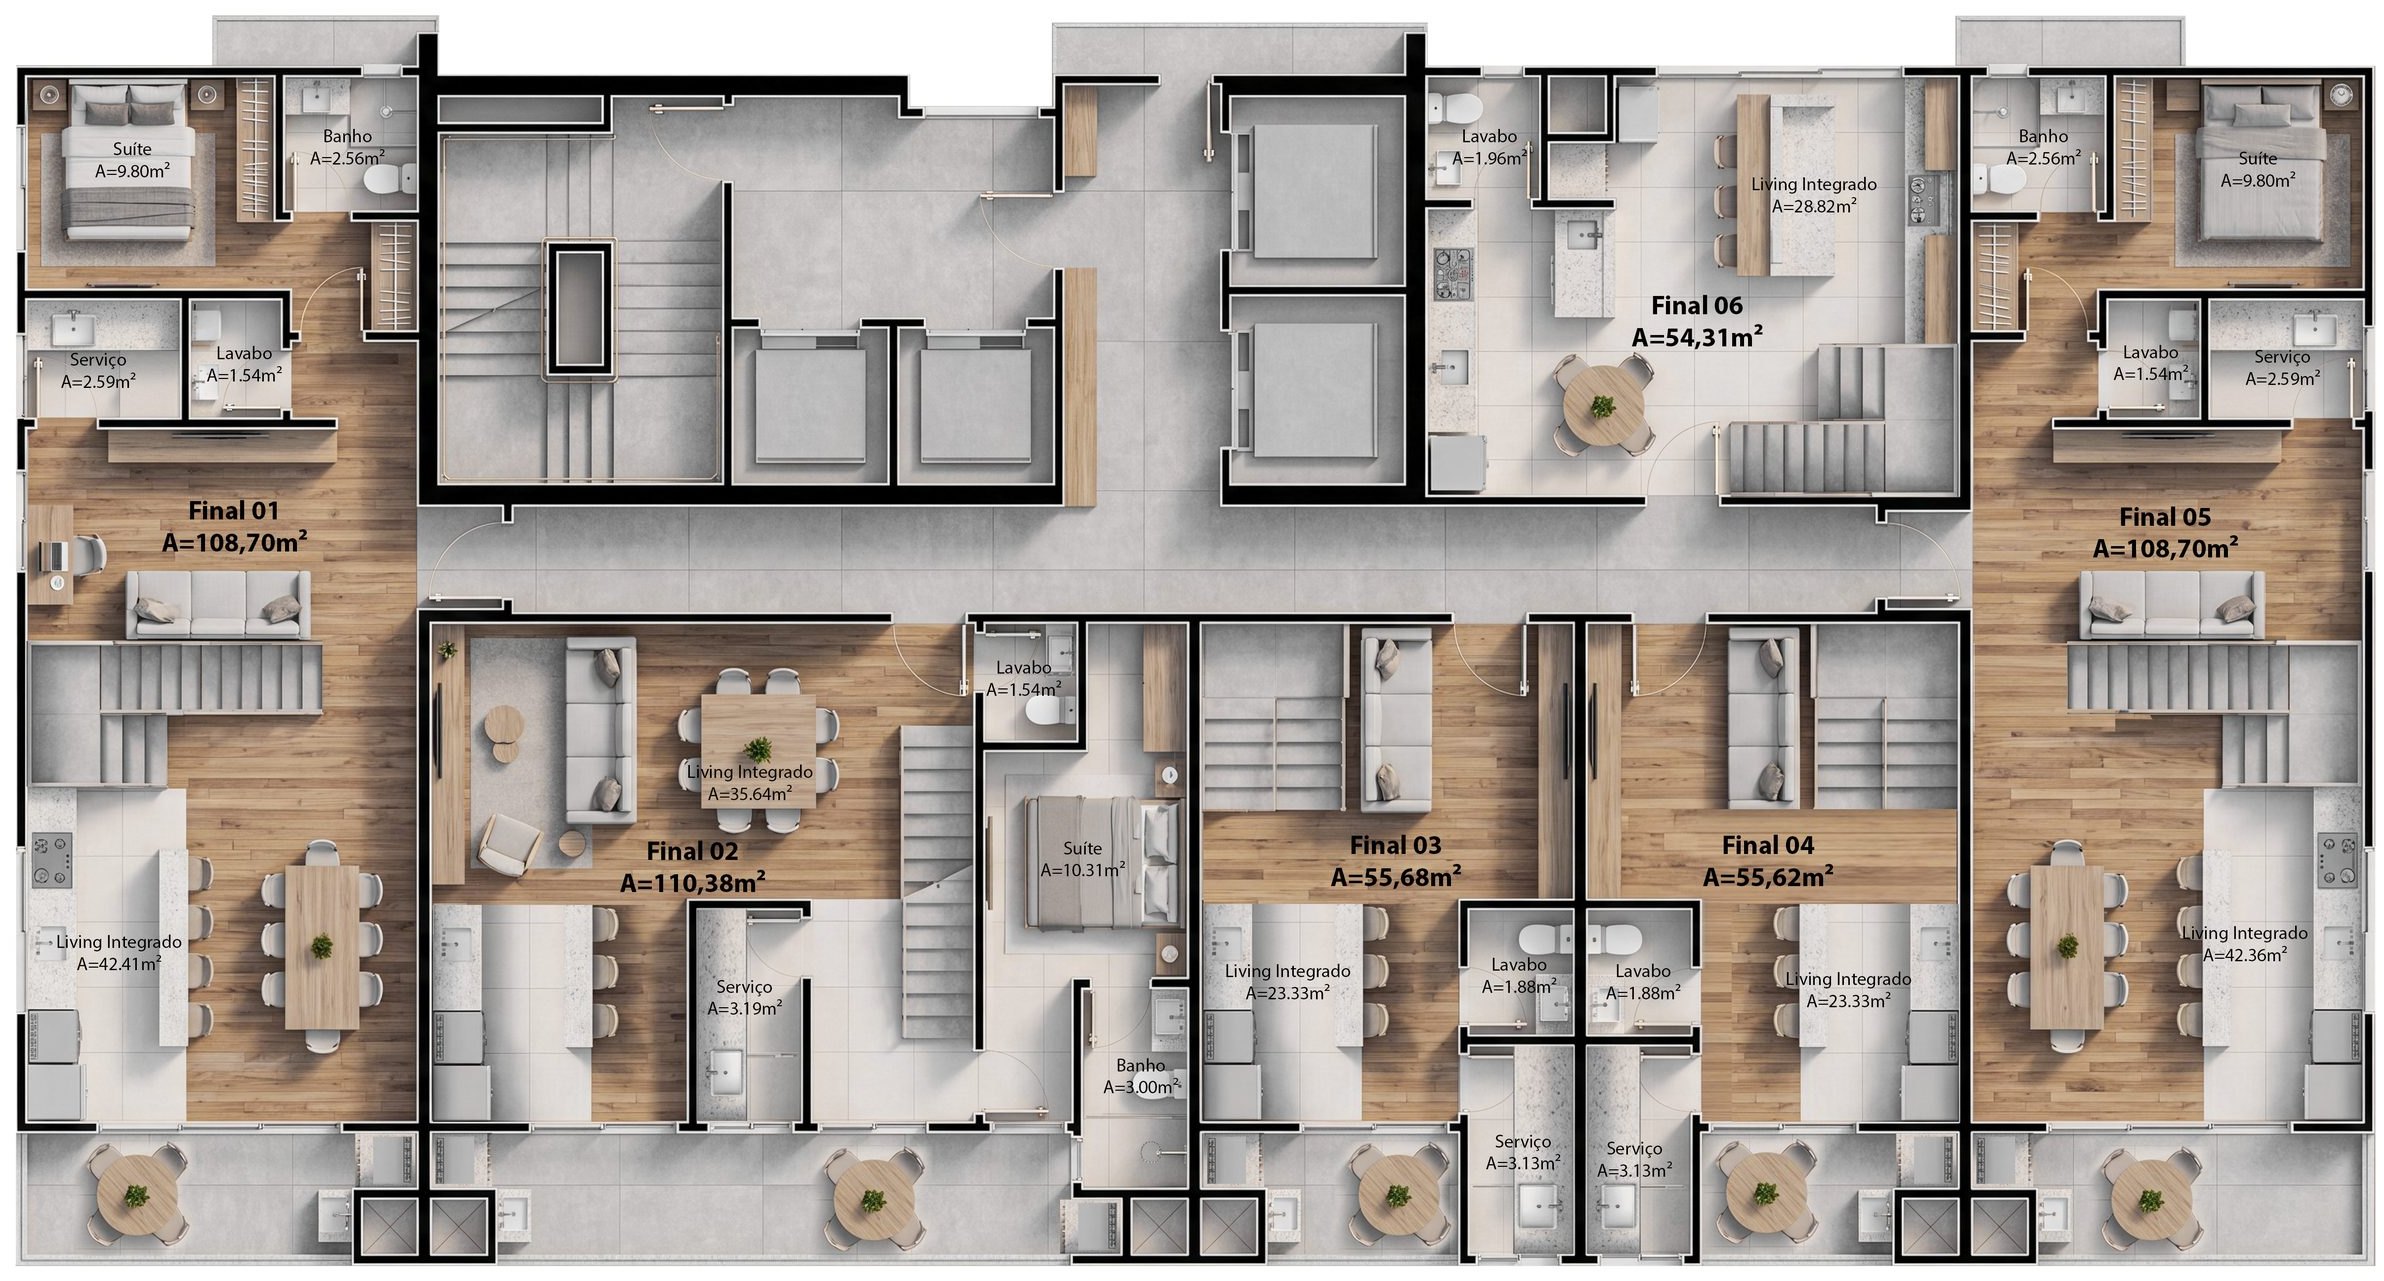 Suíte
A=9.80m²
Banho
A=2.56m²
Serviço
A=2.59m²
Lavabo
A=1.54m²
Final 01
A=108,70m²
Living Integrado
A=42.41m²
Living Integrado
A=35.64m²
Final 02
A=110,38m²
Serviço
A=3.19m²
Lavabo
A=1.54m²
Suíte
A=10.31m²
Banho
A=3.00m²
Final 03
A=55,68m²
Living Integrado
A=23.33m²
Lavabo
A=1.88m²
Serviço
A=3.13m²
Final 04
A=55,62m²
Lavabo
A=1.88m²
Living Integrado
A=23.33m²
Serviço
A=3.13m²
Lavabo
A=1.96m²
Living Integrado
A=28.82m²
Final 06
A=54,31m²
Banho
A=2.56m²
Suíte
A=9.80m²
Lavabo
A=1.54m²
Serviço
A=2.59m²
Final 05
A=108,70m²
Living Integrado
A=42.36m²